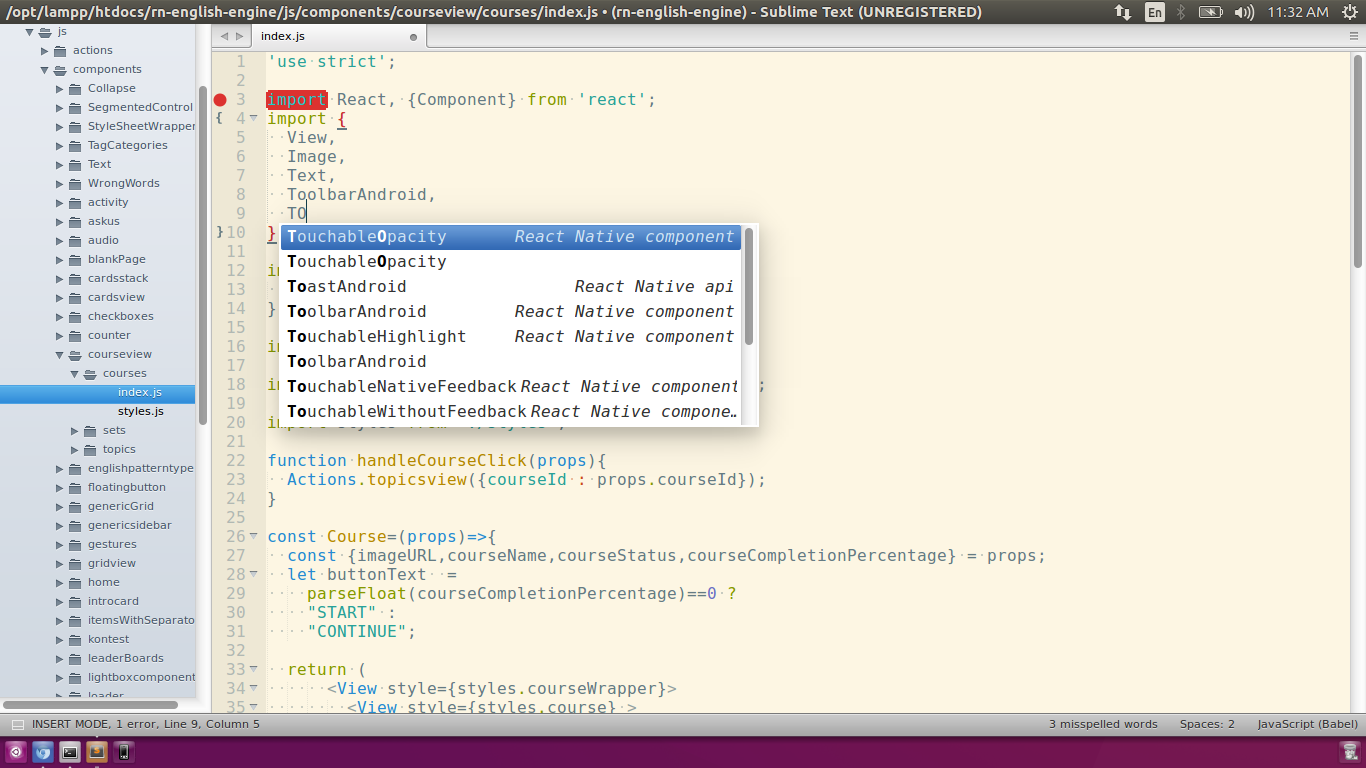 /opt/lampp/htdocs/rn-english-engine/js/components/courseview/courses/index.js • (rn-english-engine) - Sublime Text (UNREGISTERED)
En
11:32 AM
js
actions
components
Collapse
SegmentedControl
StyleSheetWrapper
TagCategories
Text
WrongWords
activity
askus
audio
blankPage
cardsstack
cardsview
checkboxes
counter
courseview
courses
index.js
styles.js
sets
topics
englishpatterntype
floatingbutton
genericGrid
genericsidebar
gestures
gridview
home
introcard
itemsWithSeparato
kontest
leaderBoards
lightboxcomponent
loader
index.js
1 'use strict';
2
3 import React, {Component} from 'react';
{ 4 import {
5 View,
6 Image,
7 Text,
8 ToolbarAndroid,
9 TO
} 10 }
TouchableOpacity React Native component
TouchableOpacity
ToastAndroid React Native api
ToolbarAndroid React Native component
TouchableHighlight React Native component
ToolbarAndroid
TouchableNativeFeedback React Native component
TouchableWithoutFeedback React Native compone…
11
12
13
14 }
15
16
17
18 ;
19
20 import
21
22 function handleCourseClick(props){
23 Actions.topicsview({courseId : props.courseId});
24 }
25
26 const Course=(props)=>{
27 const {imageURL,courseName,courseStatus,courseCompletionPercentage} = props;
28 let buttonText =
29 parseFloat(courseCompletionPercentage)==0 ?
30 "START" :
31 "CONTINUE";
32
33 return (
34 <View style={styles.courseWrapper}>
35 <View style={styles.course} >
INSERT MODE, 1 error, Line 9, Column 5
3 misspelled words
Spaces: 2
JavaScript (Babel)